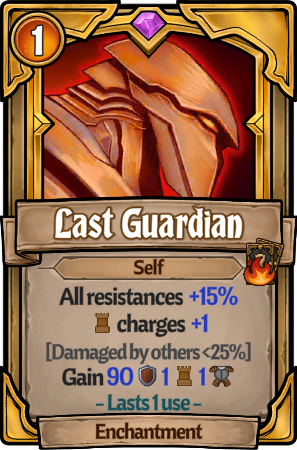 1
Last Guardian
Self
All resistances +15%
charges +1
[Damaged by others <25%]
Gain 90 1 1
- Lasts 1 use -
Enchantment